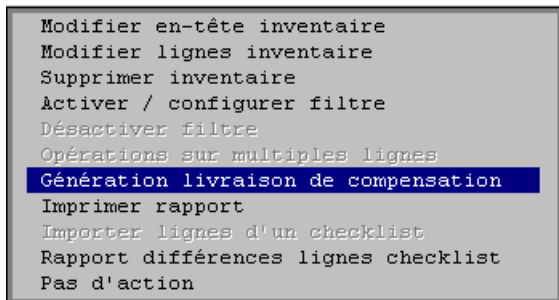 Modifier en-tête inventaire
Modifier lignes inventaire
Supprimer inventaire
Activer / configurer filtre
Désactiver filtre
Opérations sur multiples lignes
Génération livraison de compensation
Imprimer rapport
Importer lignes d'un checklist
Rapport différences lignes checklist
Pas d'action